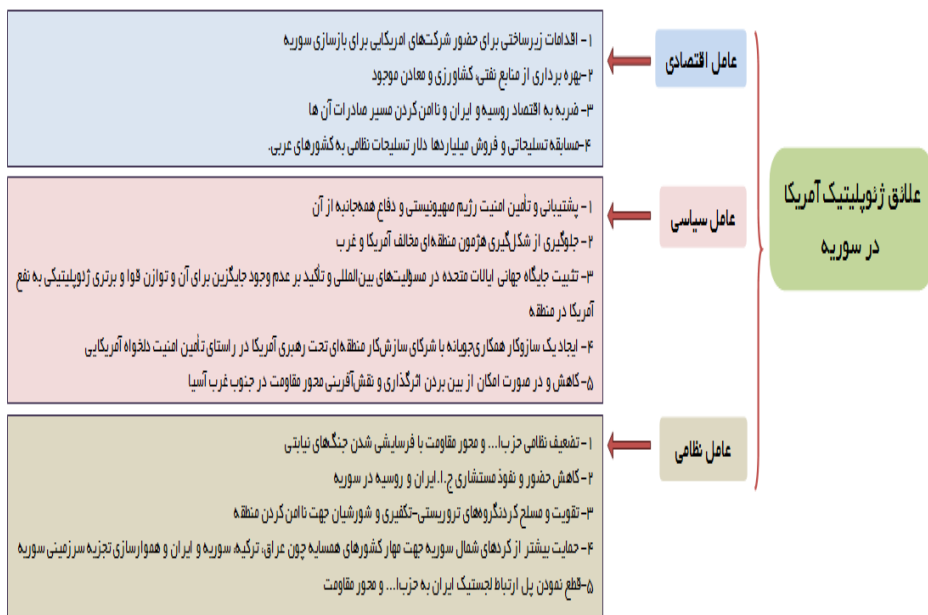 علائق ژئوپلیتیک آمریکا
در سوریه
عامل اقتصادی
۱- اقدامات زیرساختی برای حضور شرکت‌های امریکایی برای بازسازی سوریه
۲-بهره برداری از منابع نفتی، کشاورزی و معادن موجود
۳- ضربه به اقتصاد روسیه و ایران و ناامن کردن مسیر صادرات آن ها
۴-مسابقه تسلیحاتی و فروش میلیاردها دلار تسلیحات نظامی به کشورهای عربی.
عامل سیاسی
۱- پشتیبانی و تأمین امنیت رژیم صهیونیستی و دفاع همه‌جانبه از آن
۲- جلوگیری از شکل‌گیری هژمون منطقه‌ای مخالف آمریکا و غرب
۳- تثبیت جایگاه جهانی ایالات متحده در مسؤلیت‌های بین‌المللی و تأکید بر عدم وجود جایگزین برای آن و توازن قوا و برتری ژئوپلیتیکی به نفع
آمریکا در منطقه
۴- ایجاد یک سازوکار همکاری‌جویانه با شرکای سازش‌کار منطقه‌ای تحت رهبری آمریکا در راستای تأمین امنیت دلخواه آمریکایی
۵-کاهش و در صورت امکان از بین بردن اثرگذاری و نقش‌آفرینی محور مقاومت در جنوب غرب آسیا
عامل نظامی
۱- تضعیف نظامی حزب‌ا... و محور مقاومت با فرسایشی شدن جنگ‌های نیابتی
۲- کاهش حضور و نفوذ مستشاری ج.ا.ایران و روسیه در سوریه
۳- تقویت و مسلح کردنگروه‌های تروریستی-تکفیری و شورشیان جهت ناامن کردن منطقه
۴- حمایت بیشتر از کردهای شمال سوریه جهت مهار کشورهای همسایه چون عراق، ترکیه، سوریه و ایران و هموارسازی تجزیه سرزمینی سوریه
۵-قطع نمودن پل ارتباط لجستیک ایران به حزب‌ا... و محور مقاومت